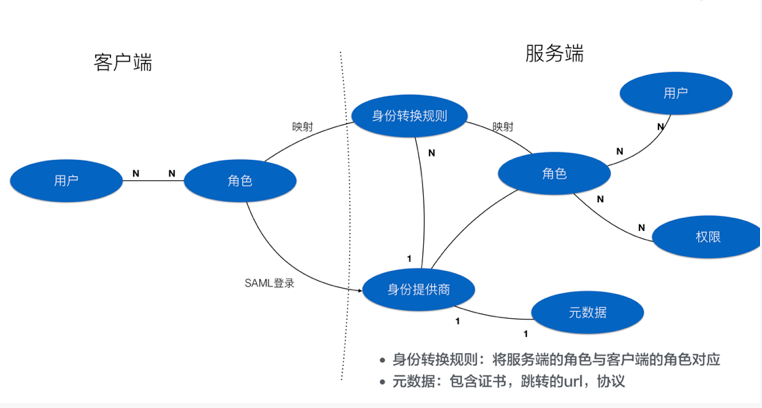 客户端
服务端
用户
身份转换规则
映射
映射
N
N
N
N
用户
角色
角色
N
N
N
权限
1
SAML登录
身份提供商
1
元数据
1
身份转换规则：将服务端的角色与客户端的角色对应
元数据：包含证书，跳转的url，协议